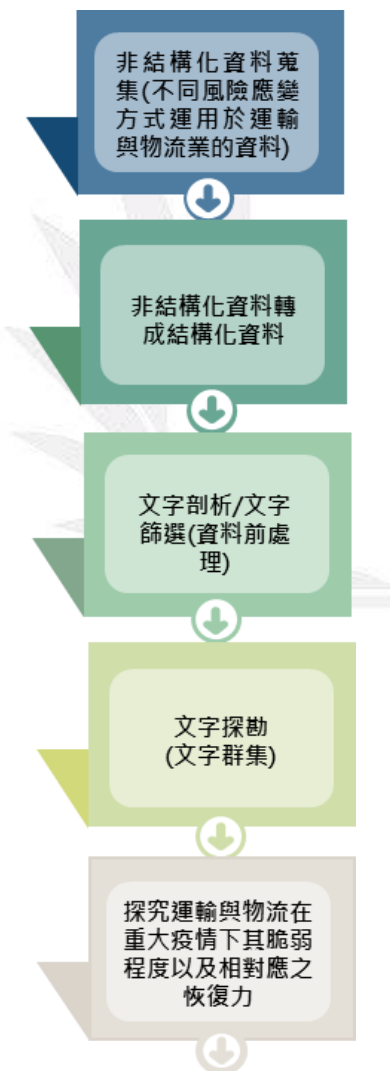 非結構化資料蒐
集(不同風險應變
方式運用於運輸
與物流業的資料)
非結構化資料轉
成結構化資料
文字剖析/文字
篩選(資料前處
理)
文字探勘
(文字群集)
探究運輸與物流在
重大疫情下其脆弱
程度以及相對應之
恢復力